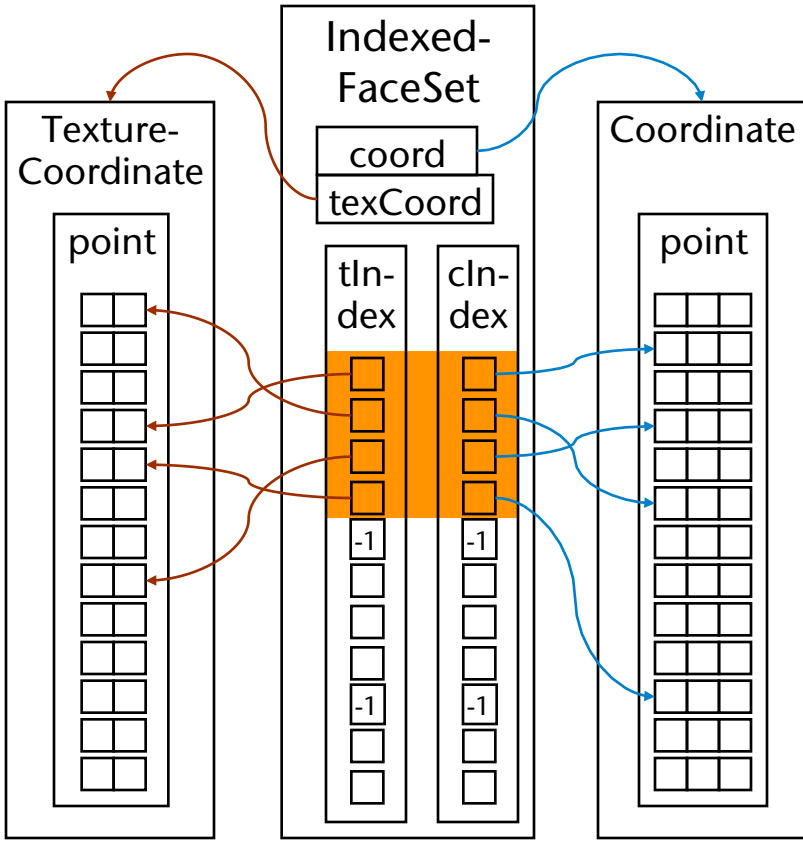 Indexed-
FaceSet
coord
texCoord
Texture-
Coordinate
point
tIn-
dex
-1
-1
cIn-
dex
-1
-1
Coordinate
point